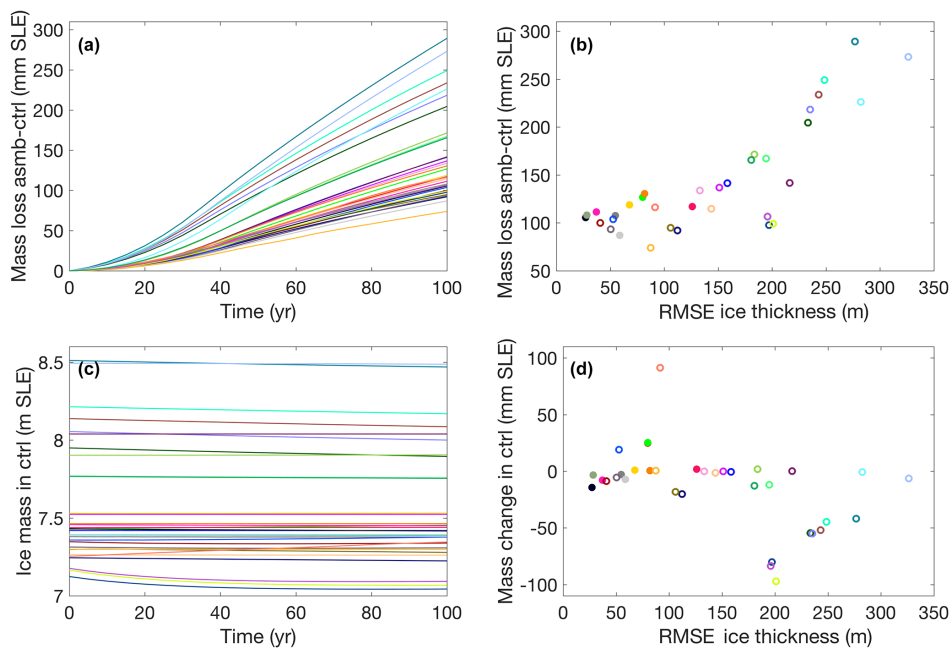 (a)
Mass loss asmb-ctrl (mm SLE)
300
250
200
150
100
50
0
0 20 40 60 80 100
Time (yr)
(b)
Mass loss asmb-ctrl (mm SLE)
300
250
200
150
100
50
0 50 100 150 200 250 300 350
RMSE ice thickness (m)
(c)
Ice mass in ctrl (m SLE)
8.5
8
7.5
7
0 20 40 60 80 100
Time (yr)
(d)
Mass change in ctrl (mm SLE)
100
50
0
-50
-100
0 50 100 150 200 250 300 350
RMSE ice thickness (m)